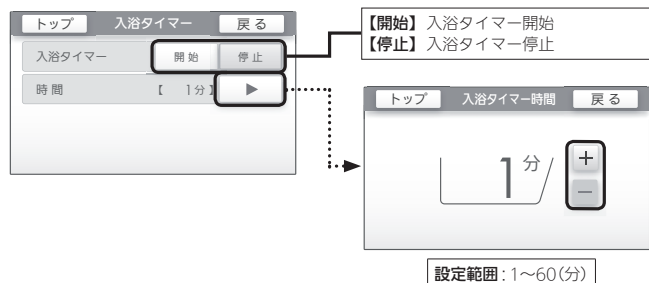 トップ 入浴タイマー 戻る
入浴タイマー 開始 停止
時間 【 1分】 ▶
【開始】入浴タイマー開始
【停止】入浴タイマー停止
トップ 入浴タイマー時間 戻る
1分 +
−
設定範囲：1～60（分）